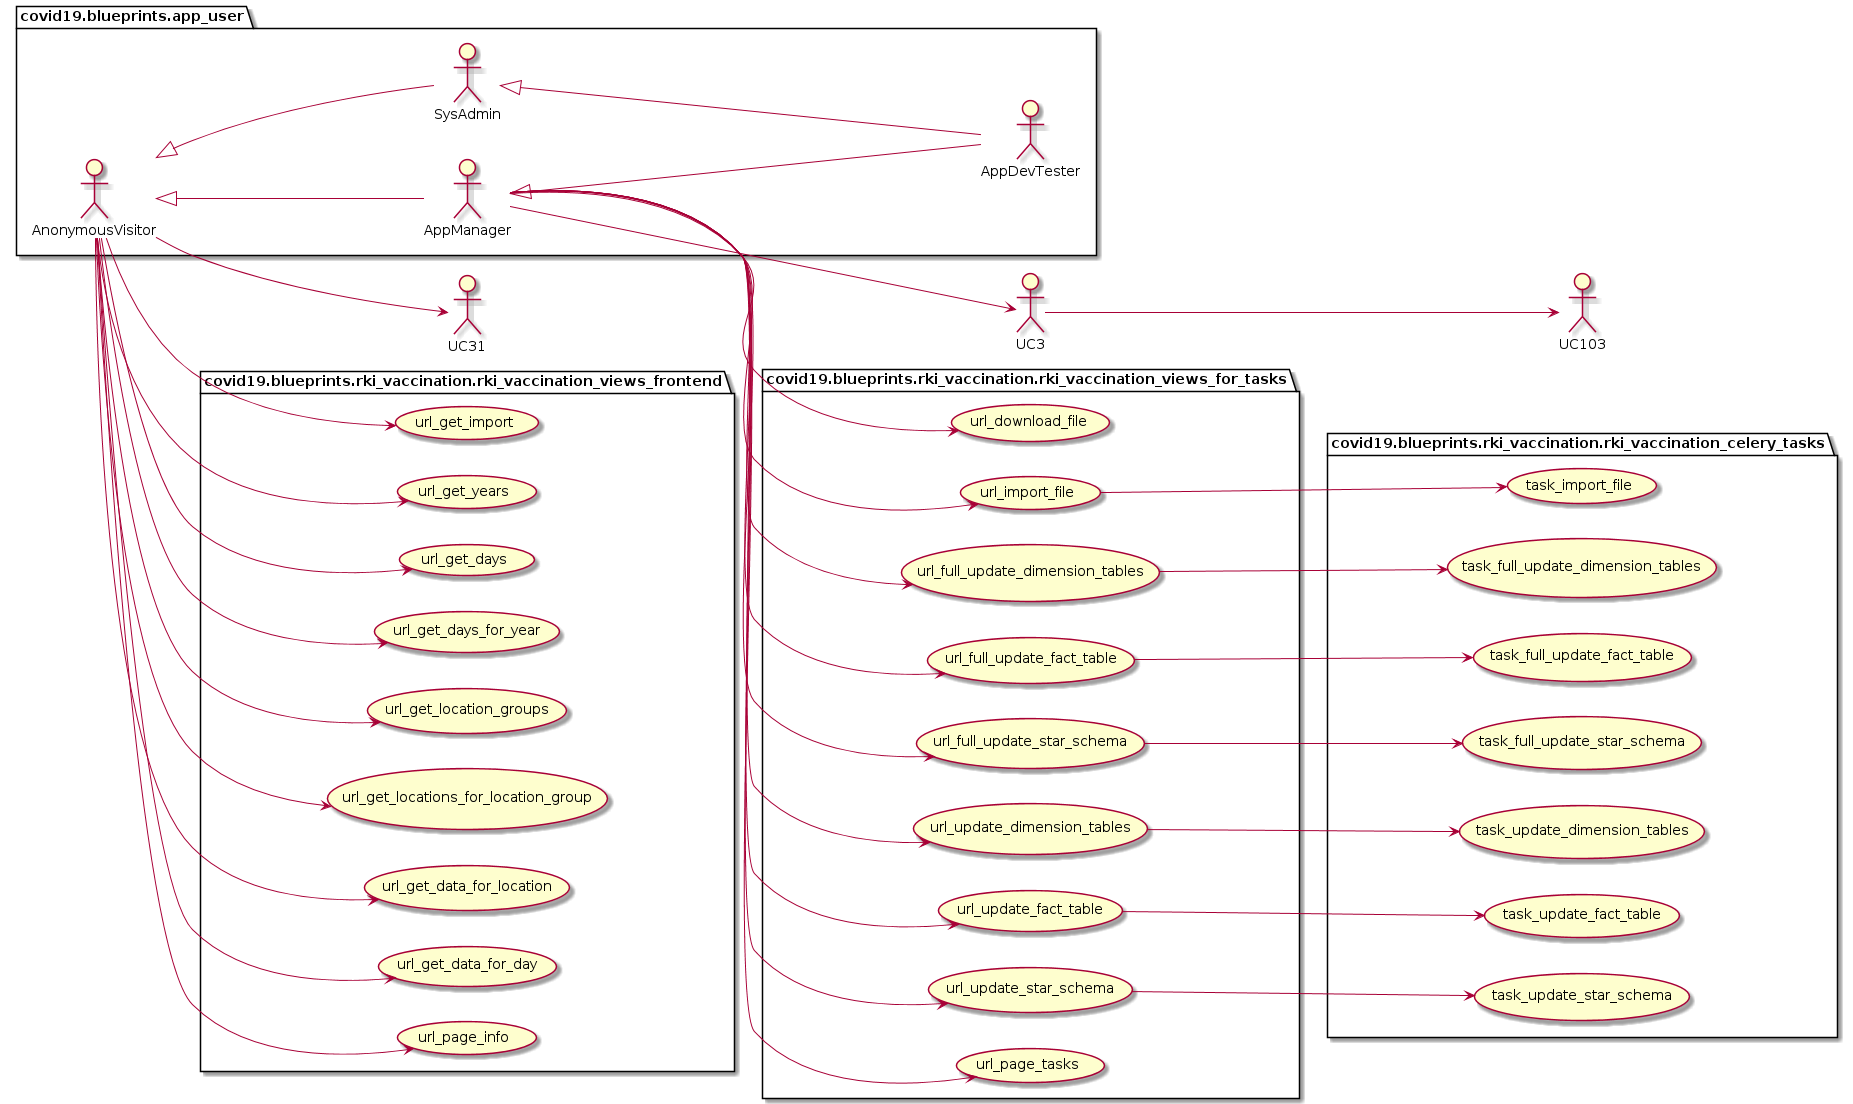 covid19.blueprints.app_user
SysAdmin
AppDevTester
AnonymousVisitor
AppManager
UC31
UC3
UC103
covid19.blueprints.rki_vaccination.rki_vaccination_views_frontend
url_get_import
url_get_years
url_get_days
url_get_days_for_year
url_get_location_groups
url_get_locations_for_location_group
url_get_data_for_location
url_get_data_for_day
url_page_info
covid19.blueprints.rki_vaccination.rki_vaccination_views_for_tasks
url_download_file
url_import_file
url_full_update_dimension_tables
url_full_update_fact_table
url_full_update_star_schema
url_update_dimension_tables
url_update_fact_table
url_update_star_schema
url_page_tasks
covid19.blueprints.rki_vaccination.rki_vaccination_celery_tasks
task_import_file
task_full_update_dimension_tables
task_full_update_fact_table
task_full_update_star_schema
task_update_dimension_tables
task_update_fact_table
task_update_star_schema